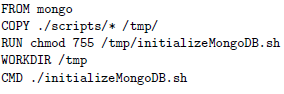 FROM mongo
COPY ./scripts/* /tmp/
RUN chmod 755 /tmp/initializeMongoDB.sh
WORKDIR /tmp
CMD ./initializeMongoDB.sh